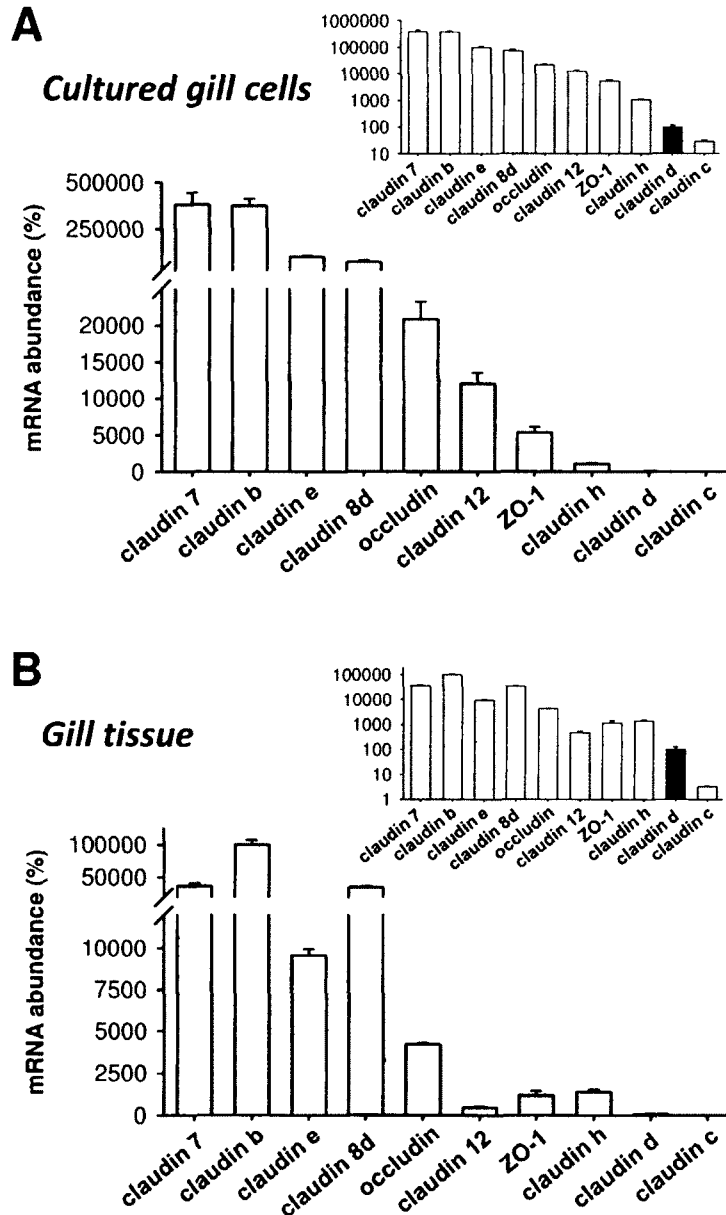 A
Cultured gill cells
1000000
100000
10000
1000
100
10
claudin 7
claudin b
claudin e
claudin 8d
occludin
claudin 12
ZO-1
claudin h
claudin d
claudin c
mRNA abundance (%)
500000
250000
20000
15000
10000
5000
0
claudin 7
claudin b
claudin e
claudin 8d
occludin
claudin 12
ZO-1
claudin h
claudin d
claudin c
B
Gill tissue
100000
10000
1000
100
10
1
claudin 7
claudin b
claudin e
claudin 8d
occludin
claudin 12
ZO-1
claudin h
claudin d
claudin c
mRNA abundance (%)
100000
50000
10000
7500
5000
2500
0
claudin 7
claudin b
claudin e
claudin 8d
occludin
claudin 12
ZO-1
claudin h
claudin d
claudin c